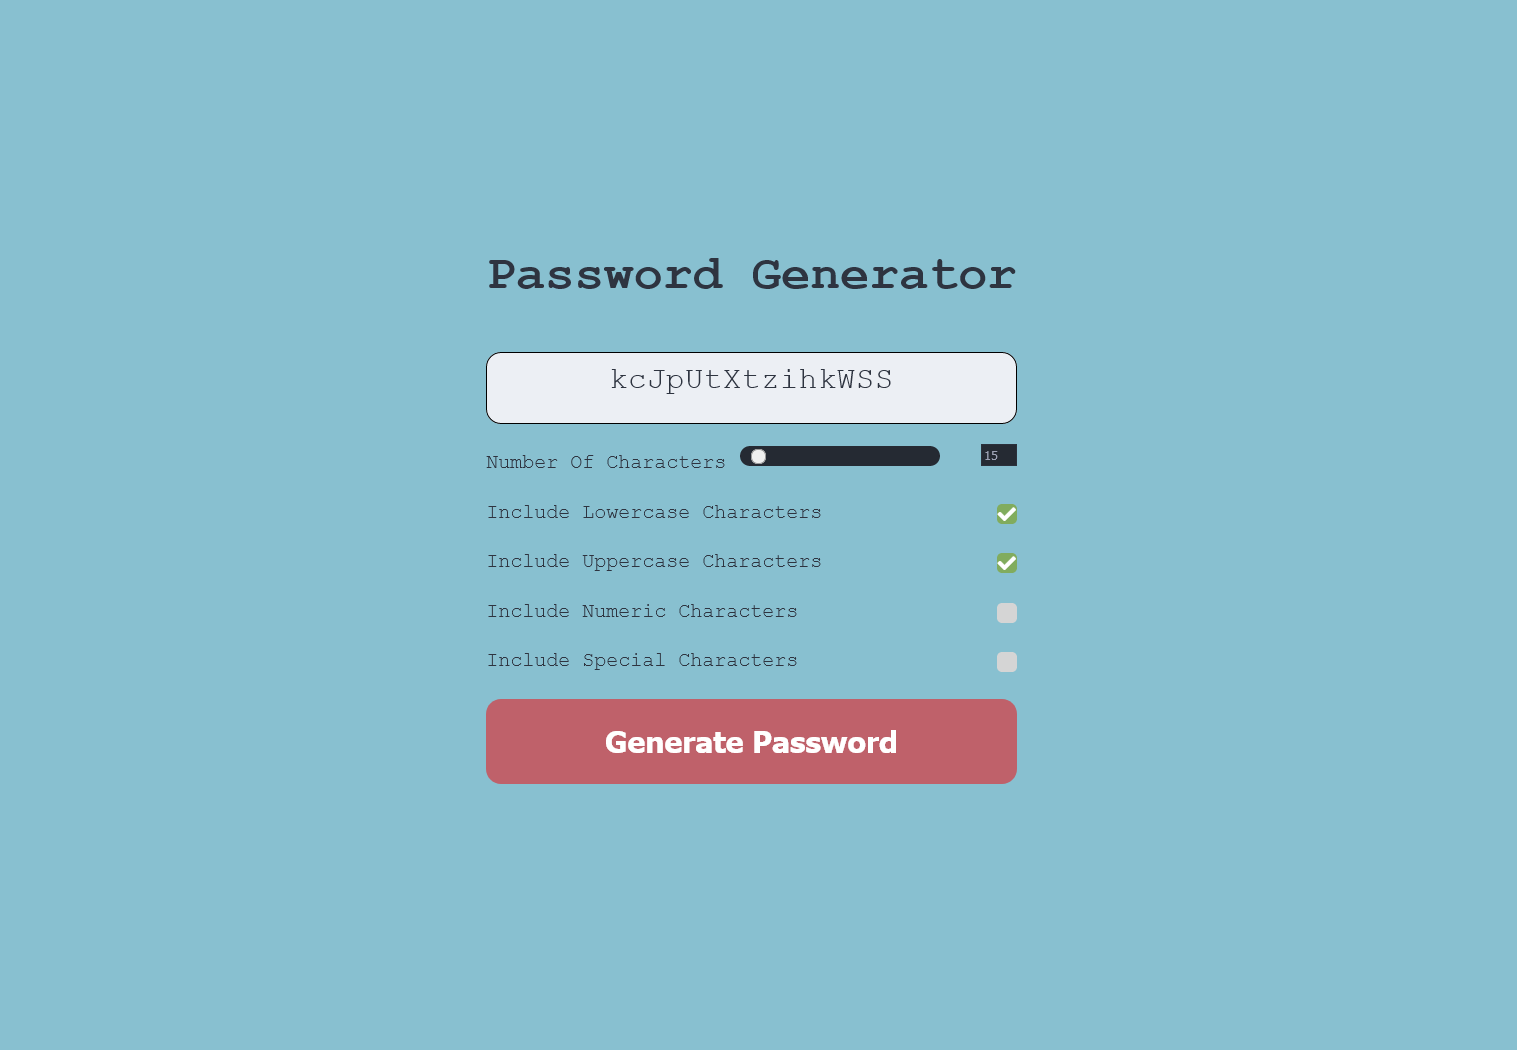 Password Generator
kcJpUtXtzihkWSS
Number Of Characters 15
Include Lowercase Characters
Include Uppercase Characters
Include Numeric Characters
Include Special Characters
Generate Password